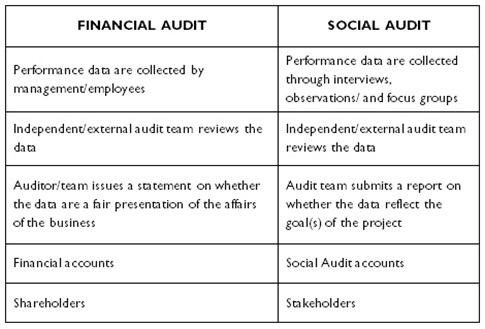 FINANCIAL AUDIT
SOCIAL AUDIT
Performance data are collected by
management/employees
Performance data are collected
through interviews,
observations/ and focus groups
Independent/external audit team reviews the
data
Independent/external audit team
reviews the data
Auditor/team issues a statement on whether
the data are a fair presentation of the affairs
of the business
Audit team submits a report on
whether the data reflect the
goal(s) of the project
Financial accounts
Social Audit accounts
Shareholders
Stakeholders